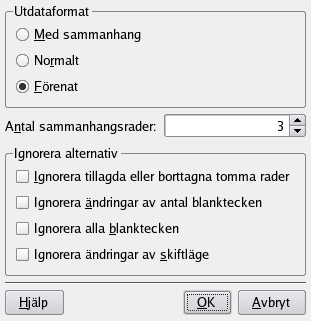 Utdataformat
Med sammanhang
Normalt
Förenat
Antal sammanhangsrader: 3
Ignorera alternativ
Ignorera tillagda eller borttagna tomma rader
Ignorera ändringar av antal blanktecken
Ignorera alla blanktecken
Ignorera ändringar av skiftläge
Hjälp OK Avbryt